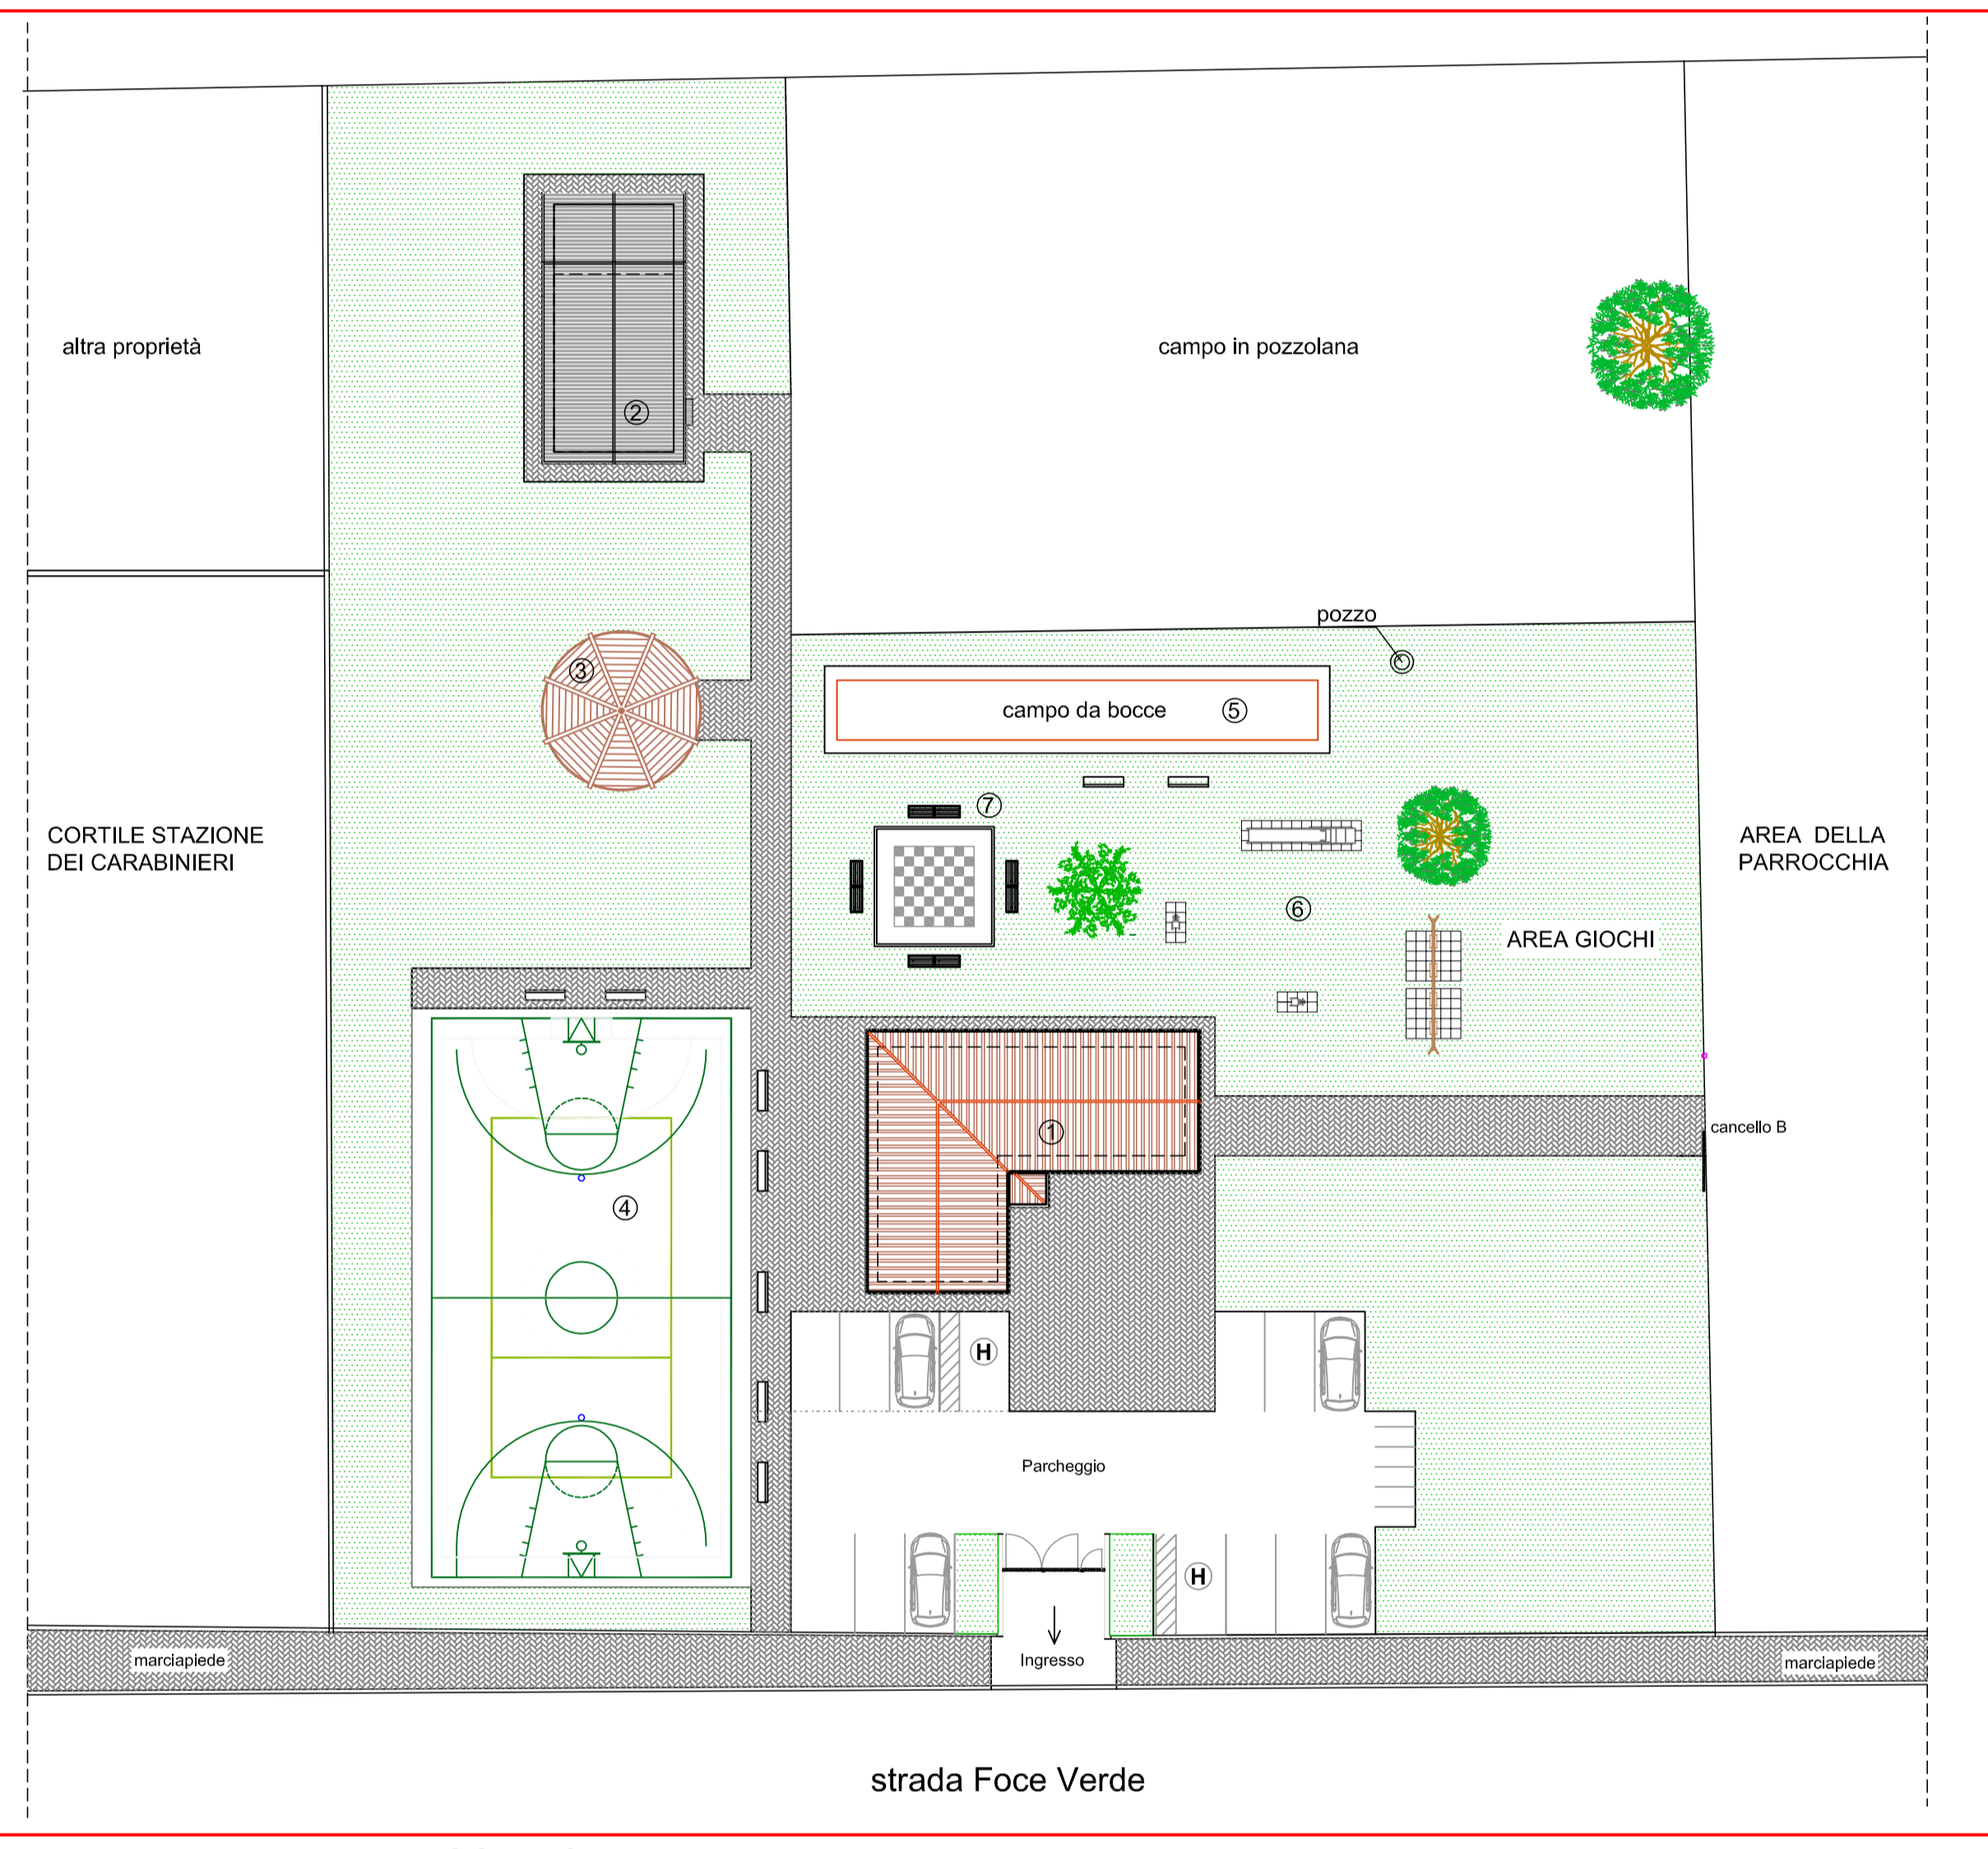 altra proprietà
②
campo in pozzolana
pozzo
③
campo da bocce ⑤
⑦
CORTILE STAZIONE
DEI CARABINIERI
AREA DELLA
PARROCCHIA
⑥
AREA GIOCHI
cancello B
①
④
H
Parcheggio
H
marciapiede
Ingresso
marciapiede
strada Foce Verde